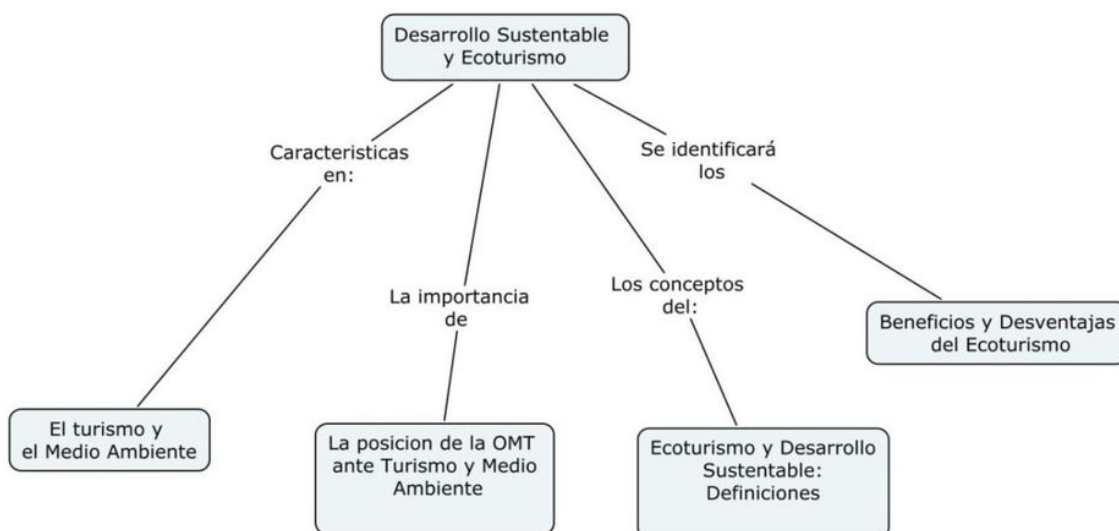 Desarrollo Sustentable
y Ecoturismo
Caracteristicas
en:
Se identificará
los
La importancia
de
Los conceptos
del:
Beneficios y Desventajas
del Ecoturismo
El turismo y
el Medio Ambiente
La posicion de la OMT
ante Turismo y Medio
Ambiente
Ecoturismo y Desarrollo
Sustentable:
Definiciones